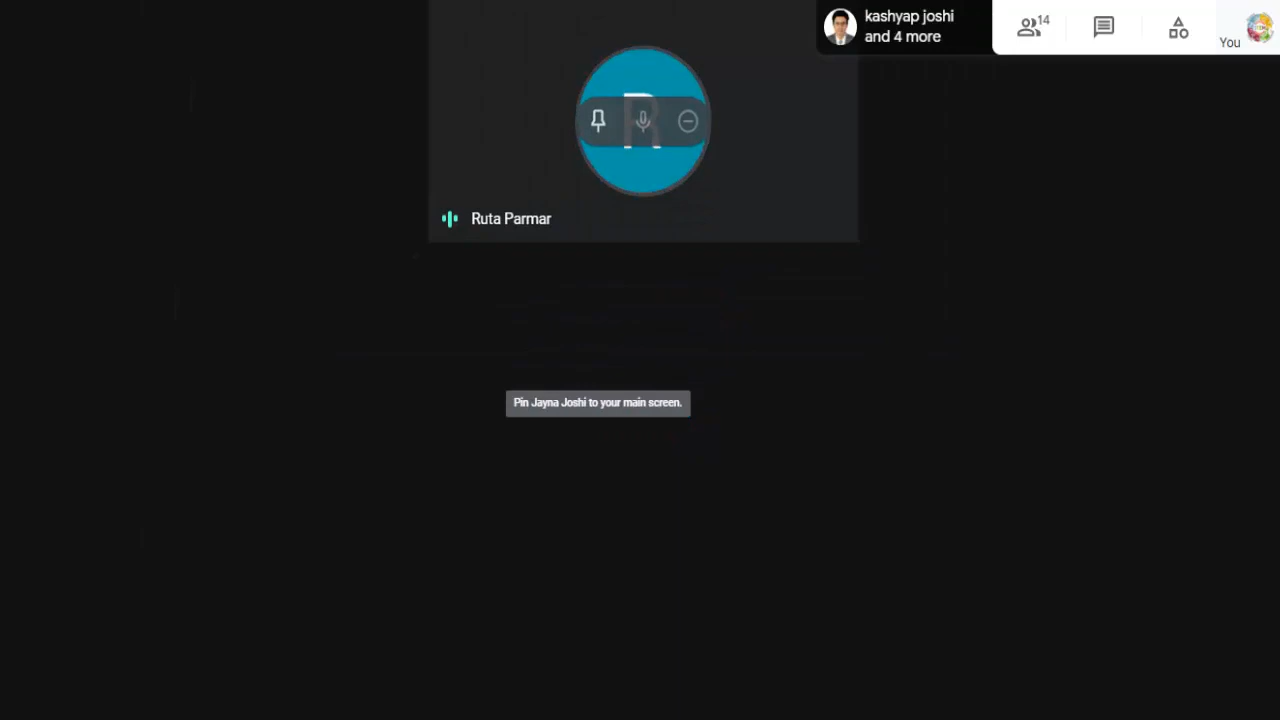 kashyap joshi
and 4 more
14
You
R
Ruta Parmar
Pin Jayna Joshi to your main screen.